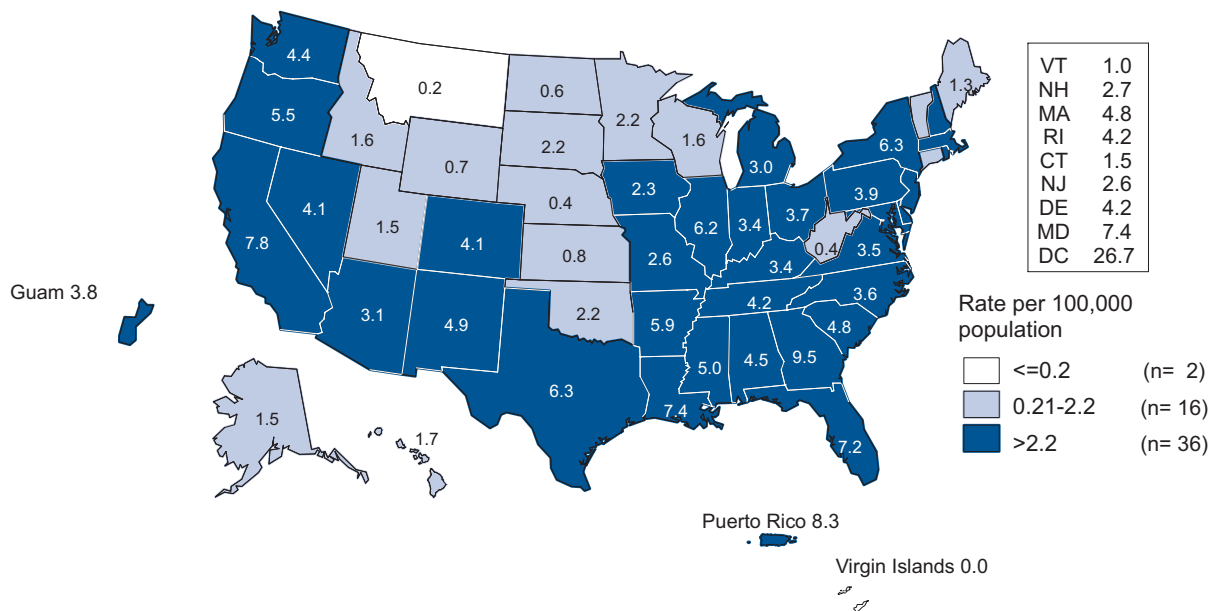 4.4
0.2
0.6
2.2
1.3
5.5
1.6
0.7
2.2
1.6
3.0
6.3
7.8
4.1
1.5
4.1
0.4
0.8
2.3
2.6
6.2
3.4
3.7
3.9
0.4
3.5
3.4
3.1
4.9
2.2
5.9
4.2
3.6
4.8
6.3
7.4
5.0
4.5
9.5
7.2
VT 1.0
NH 2.7
MA 4.8
RI 4.2
CT 1.5
NJ 2.6
DE 4.2
MD 7.4
DC 26.7
Guam 3.8
1.5
1.7
Rate per 100,000
population
<=0.2 (n= 2)
0.21-2.2 (n= 16)
>2.2 (n= 36)
Puerto Rico 8.3
Virgin Islands 0.0